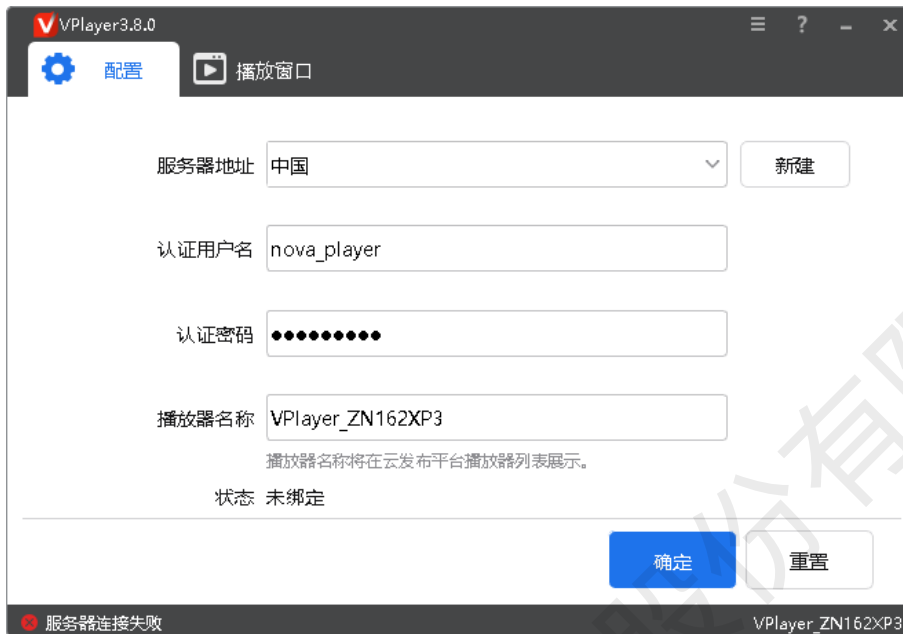 VPlayer3.8.0
配置
播放窗口
服务器地址 中国 新建
认证用户名 nova_player
认证密码 ●●●●●●●●●
播放器名称 VPlayer_ZN162XP3
播放器名称将在云发布平台播放器列表展示。
状态 未绑定
确定 重置
服务器连接失败 VPlayer_ZN162XP3
股份有